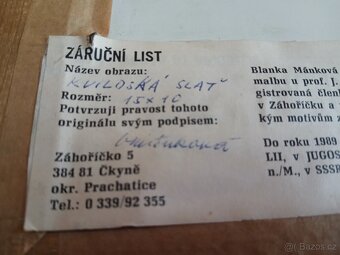 ZÁRUČNÍ LIST
Název obrazu:
KVILDSKÁ SLAŤ
Rozměr: 15x10
Potvrzuji pravost tohoto
originálu svým podpisem:
Mánková
Záhoříčko 5
384 81 Čkyně
okr. Prachatice
Tel.: 0 339/92 355
Blanka Mánková
malbu u prof. J.
gistrovaná člen
v Záhoříčku a
kým motivům z
Do roku 1989
LII, v JUGOS
n./M., v SSSR
bazos.cz